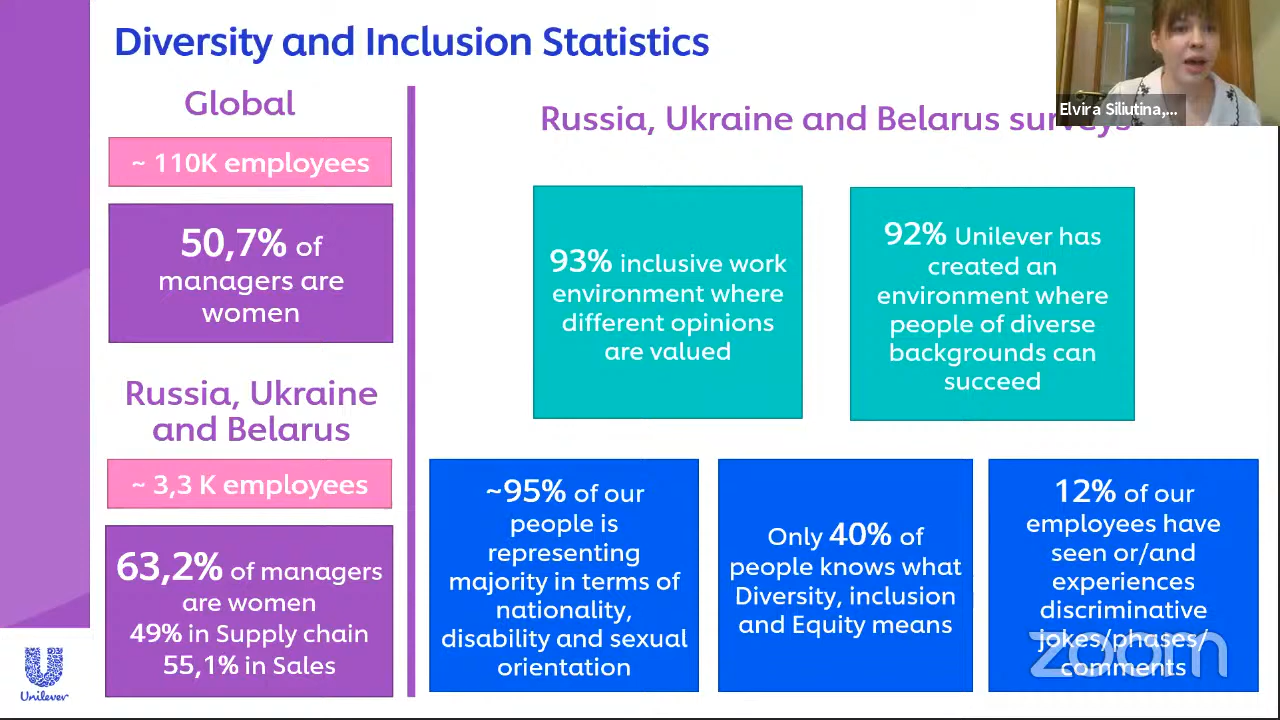 Diversity and Inclusion Statistics
Global
~ 110K employees
50,7% of
managers are
women
Russia, Ukraine
and Belarus
~ 3,3 K employees
63,2% of managers
are women
49% in Supply chain
55,1% in Sales
Unilever
Elvira Siliutina,...
Russia, Ukraine and Belarus surveys
93% inclusive work
environment where
different opinions
are valued
92% Unilever has
created an
environment where
people of diverse
backgrounds can
succeed
~95% of our
people is
representing
majority in terms of
nationality,
disability and sexual
orientation
Only 40% of
people knows what
Diversity, inclusion
and Equity means
12% of our
employees have
seen or/and
experiences
discriminative
jokes/phases/
comments
zoom